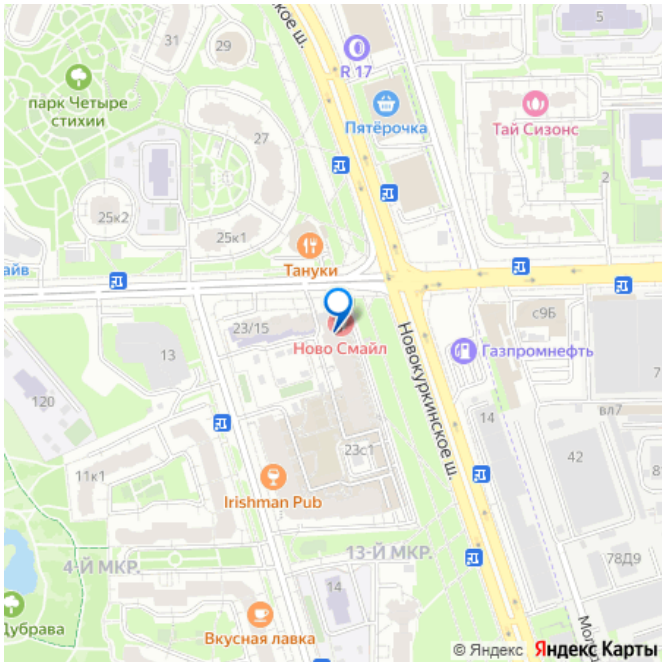 ское ш.
5
31
29
R 17
парк Четыре
стихии
Пятёрочка
Тай Сизонс
27
2
25к2
25к1
айв
Тануки
с9Б
23/15
Ново Смайл
Газпромнефть
13
7
Новокуркинское ш.
120
вл7
14
23с1
42
8
11к1
Irishman Pub
13-Й МКР.
4-Й МКР.
78Д9
14
Дубрава
Вкусная лавка
Мол
© Яндекс Яндекс Карты